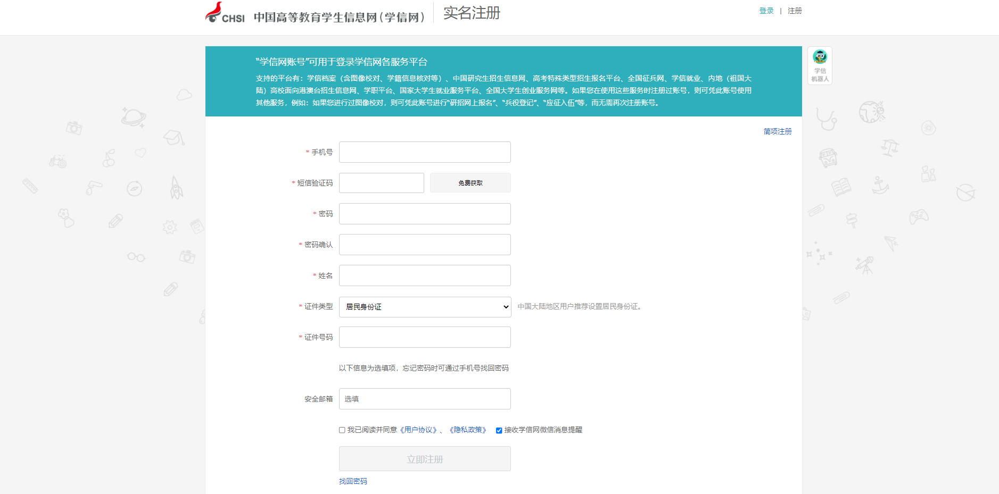 CHSI 中国高等教育学生信息网(学信网) 实名注册
登录 | 注册
“学信网账号”可用于登录学信网各服务平台
支持的平台有：学信档案（含图像校对、学籍信息核对等）、中国研究生招生信息网、高考特殊类型招生报名平台、全国征兵网、学信就业、内地（祖国大
陆）高校面向港澳台招生信息网、学职平台、国家大学生就业服务平台、全国大学生创业服务网等。如果您在使用这些服务时注册过账号，则可凭此账号使用
其他服务，例如：如果您进行过图像校对，则可凭此账号进行“研招网上报名”、“兵役登记”、“应征入伍”等，而无需再次注册账号。
学信
机器人
简项注册
* 手机号
* 短信验证码 免费获取
* 密码
* 密码确认
* 姓名
* 证件类型 居民身份证 中国大陆地区用户推荐设置居民身份证。
* 证件号码
以下信息为选填项，忘记密码时可通过手机号找回密码
安全邮箱 选填
我已阅读并同意《用户协议》、《隐私政策》 接收学信网微信消息提醒
立即注册
找回密码